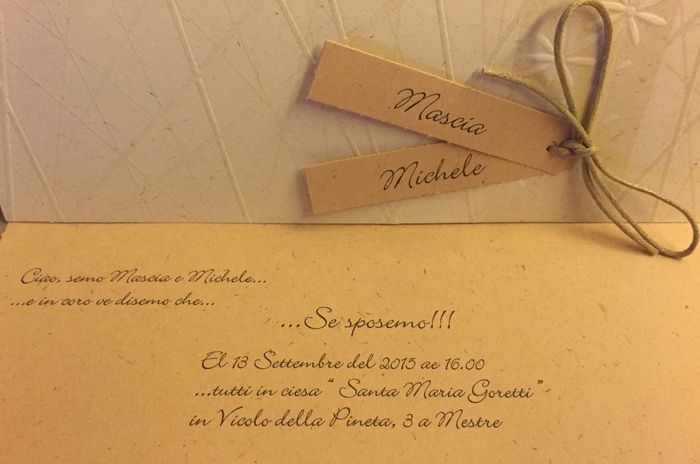 Mascia
Michele
Ciao, semo Mascia e Michele...
...e in coro ve disemo che...
...Se sposemo!!!
El 13 Settembre del 2015 ae 16.00
...tutti in ciesa “Santa Maria Goretti”
in Vicolo della Pineta, 3 a Mestre